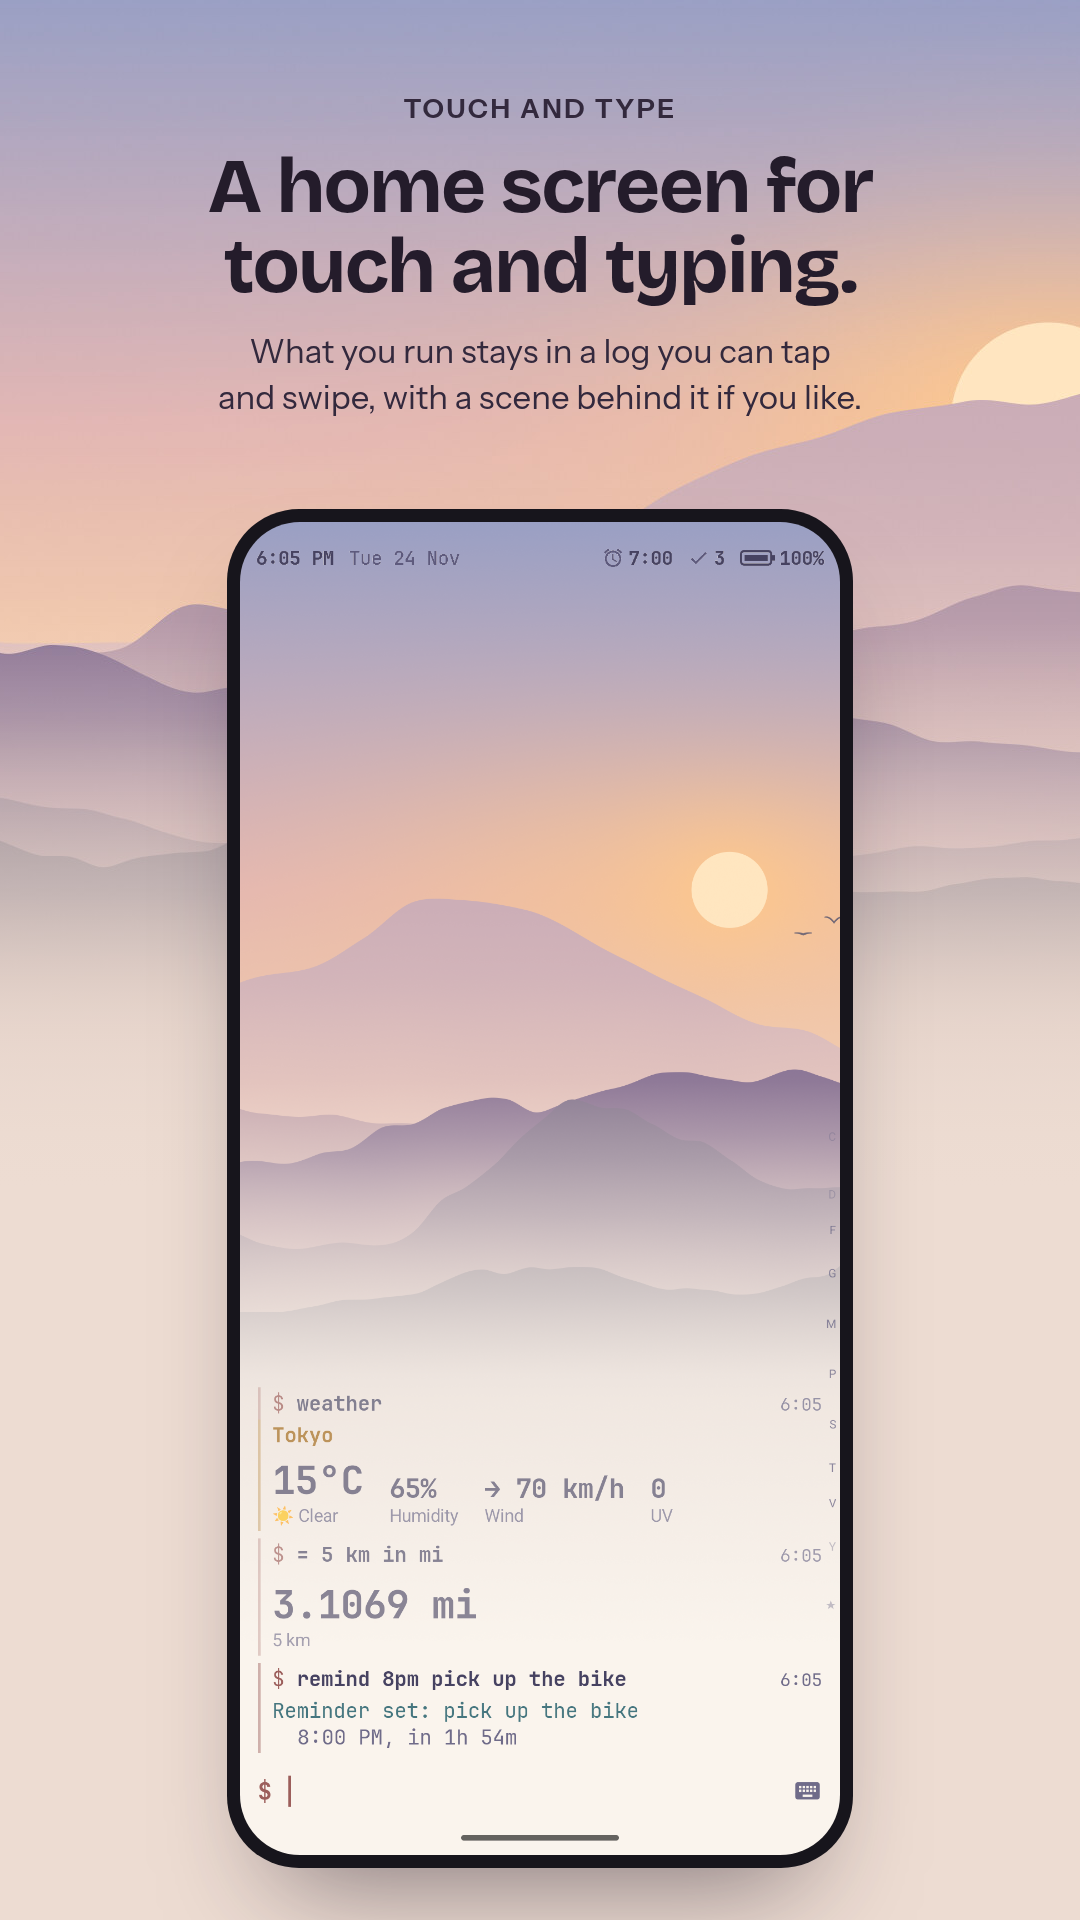 TOUCH AND TYPE
A home screen for
touch and typing.
What you run stays in a log you can tap
and swipe, with a scene behind it if you like.
6:05 PM Tue 24 Nov 7:00 ✓ 3 100%
C
D
F
G
M
P
$ weather 6:05
S
Tokyo
T
15°C 65% → 70 km/h 0
V
☀️ Clear Humidity Wind UV
Y
$ = 5 km in mi 6:05
★
3.1069 mi
5 km
$ remind 8pm pick up the bike 6:05
Reminder set: pick up the bike
8:00 PM, in 1h 54m
$